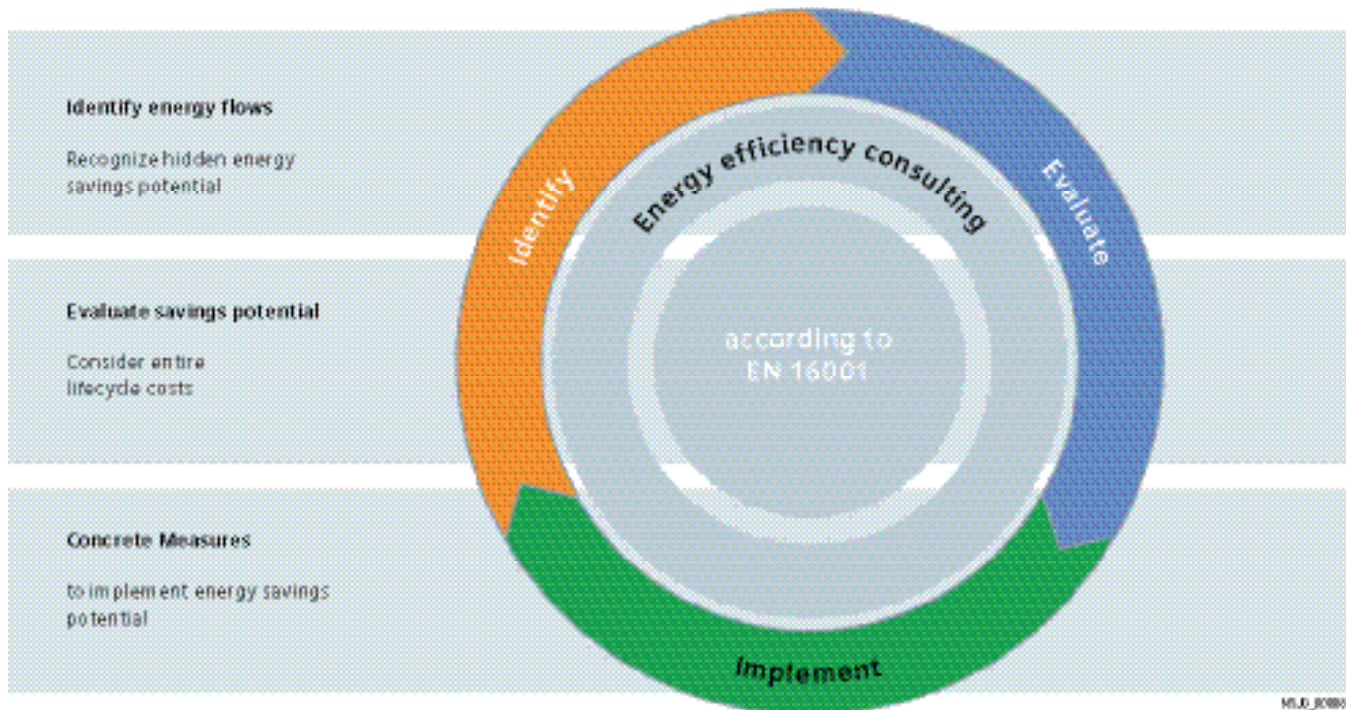 Identify energy flows
Recognize hidden energy
savings potential
Evaluate savings potential
Consider entire
lifecycle costs
Concrete Measures
to implement energy savings
potential
Energy efficiency consulting
Identify
Evaluate
according to
EN 16001
Implement